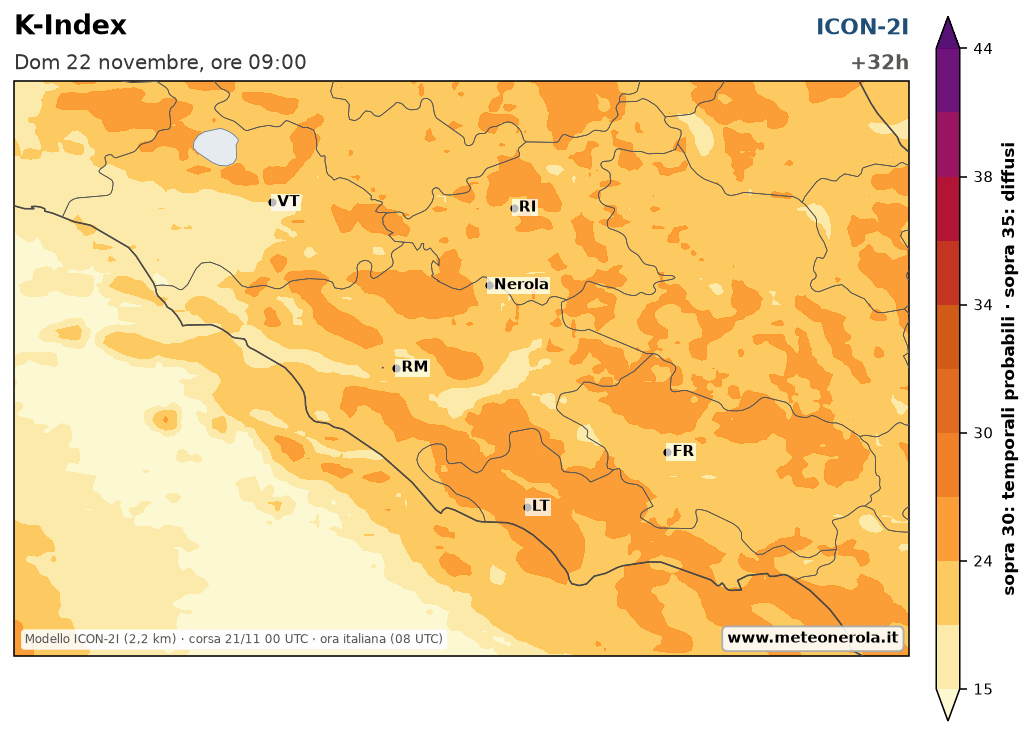 K-Index
ICON-2I
Dom 22 novembre, ore 09:00
+32h
VT
RI
Nerola
RM
FR
LT
Modello ICON-2I (2,2 km) · corsa 21/11 00 UTC · ora italiana (08 UTC)
www.meteonerola.it
44
38
34
30
24
15
sopra 30: temporali probabili · sopra 35: diffusi